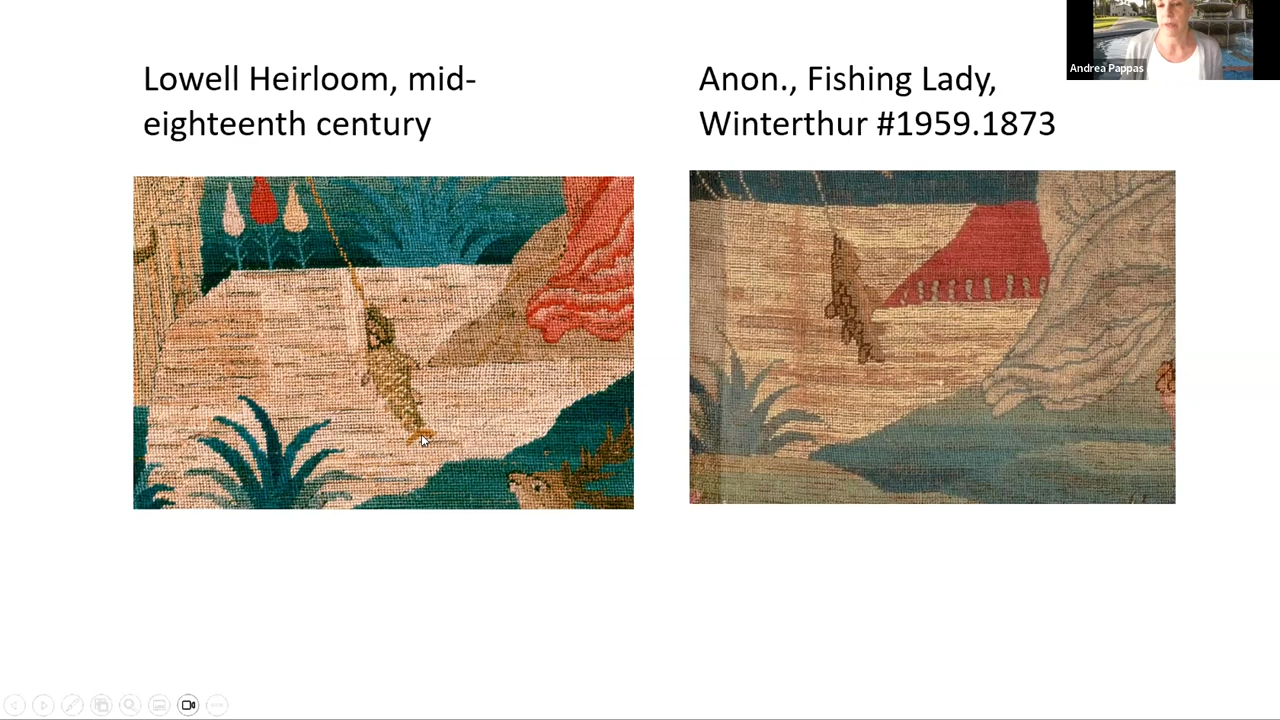 Lowell Heirloom, mid-
eighteenth century
Anon., Fishing Lady,
Winterthur #1959.1873
Andrea Pappas